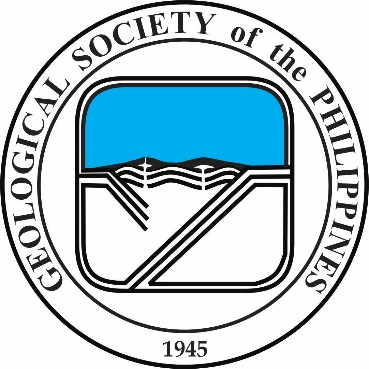 GEOLOGICAL SOCIETY of the PHILIPPINES
1945